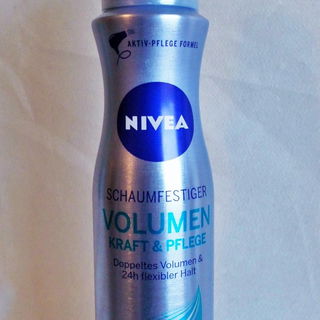 AKTIV-PFLEGE FORMEL
NIVEA
SCHAUMFESTIGER
VOLUMEN
KRAFT & PFLEGE
Doppeltes Volumen &
24h flexibler Halt